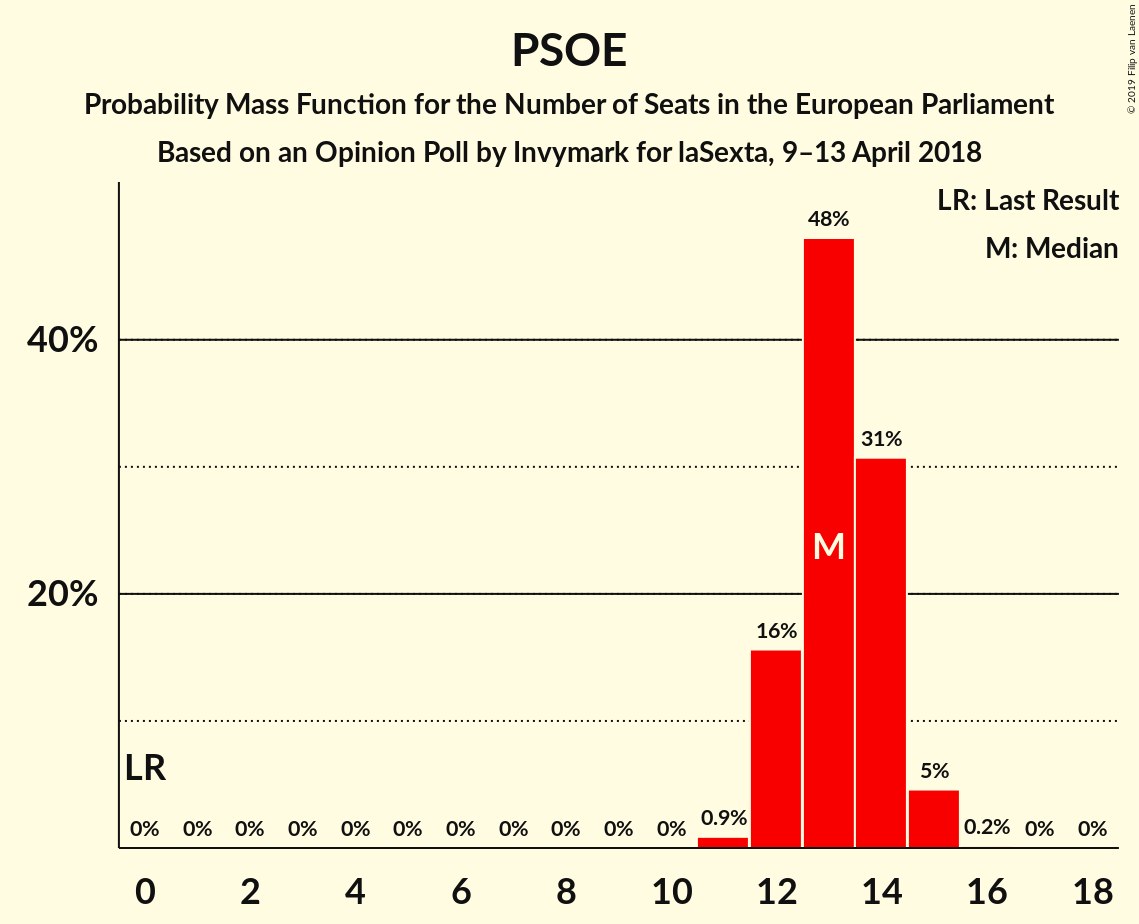 PSOE
Probability Mass Function for the Number of Seats in the European Parliament
Based on an Opinion Poll by Invymark for laSexta, 9–13 April 2018
© 2019 Filip van Laenen
LR: Last Result
M: Median
48%
40%
31%
M
20%
16%
LR
5%
0% 0% 0% 0% 0% 0% 0% 0% 0% 0% 0% 0.9% 0.2% 0% 0%
0 2 4 6 8 10 12 14 16 18